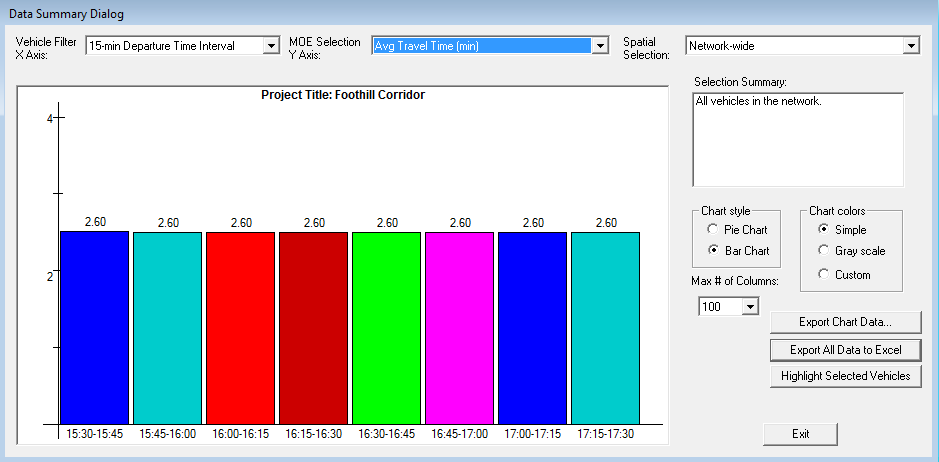 Data Summary Dialog
Vehicle Filter
X Axis:
15-min Departure Time Interval
MOE Selection
Y Axis:
Avg Travel Time (min)
Spatial
Selection:
Network-wide
Project Title: Foothill Corridor
4
2
2.60 2.60 2.60 2.60 2.60 2.60 2.60 2.60
15:30-15:45 15:45-16:00 16:00-16:15 16:15-16:30 16:30-16:45 16:45-17:00 17:00-17:15 17:15-17:30
Selection Summary:
All vehicles in the network.
Chart style
Pie Chart
Bar Chart
Chart colors
Simple
Gray scale
Custom
Max # of Columns:
100
Export Chart Data...
Export All Data to Excel
Highlight Selected Vehicles
Exit